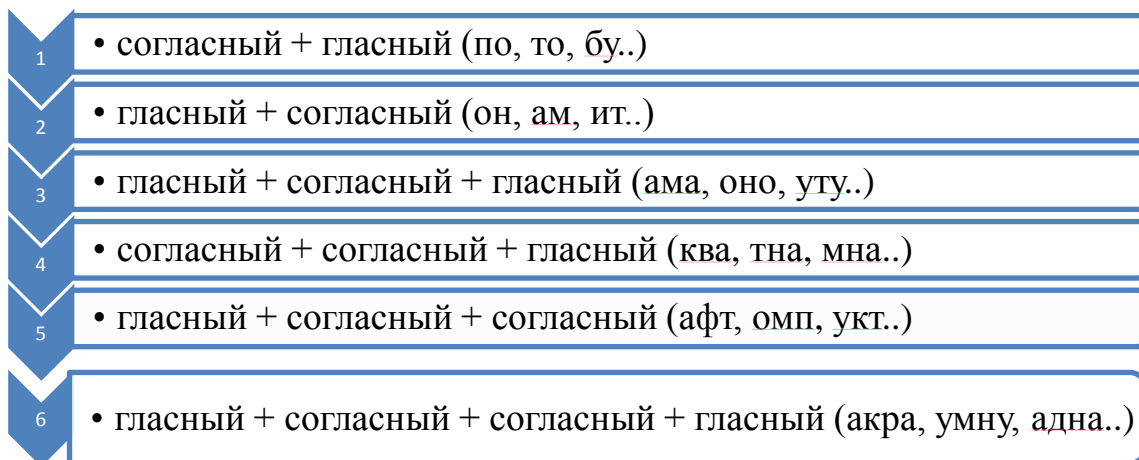 1 • согласный + гласный (по, то, бу..)
2 • гласный + согласный (он, ам, ит..)
3 • гласный + согласный + гласный (ама, оно, уту..)
4 • согласный + согласный + гласный (ква, тна, мна..)
5 • гласный + согласный + согласный (афт, омп, укт..)
6 • гласный + согласный + согласный + гласный (акра, умну, адна..)